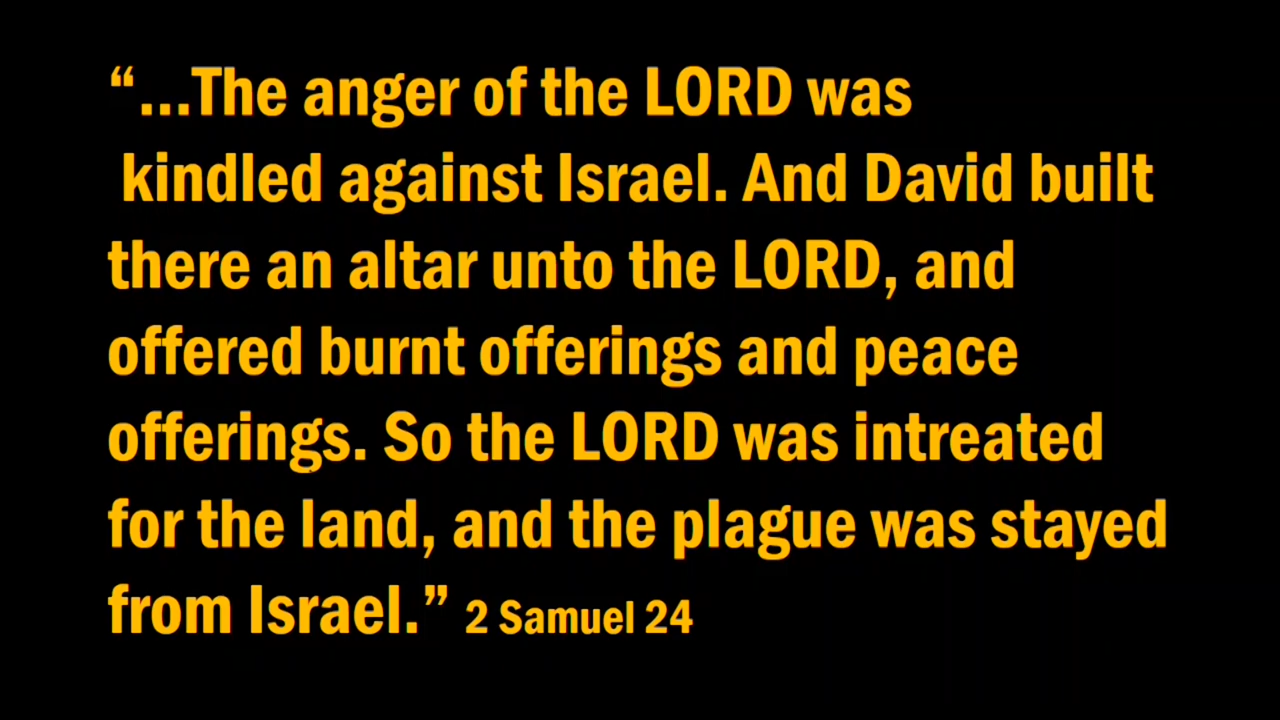 “...The anger of the LORD was
kindled against Israel. And David built
there an altar unto the LORD, and
offered burnt offerings and peace
offerings. So the LORD was intreated
for the land, and the plague was stayed
from Israel.” 2 Samuel 24